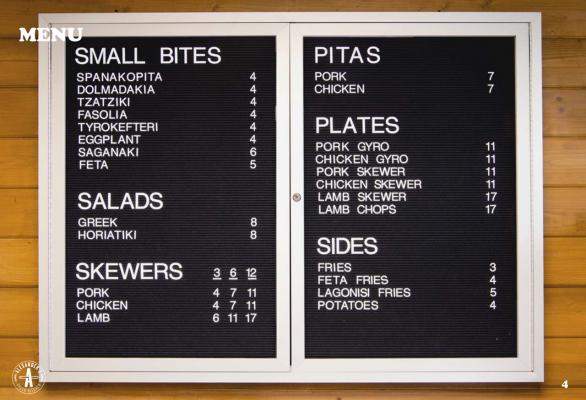 MENU
SMALL BITES
SPANAKOPITA 4
DOLMADAKIA 4
TZATZIKI 4
FASOLIA 4
TYROKEFTERI 4
EGGPLANT 4
SAGANAKI 6
FETA 5
SALADS
GREEK 8
HORIATIKI 8
SKEWERS 3 6 12
PORK 4 7 11
CHICKEN 4 7 11
LAMB 6 11 17
PITAS
PORK 7
CHICKEN 7
PLATES
PORK GYRO 11
CHICKEN GYRO 11
PORK SKEWER 11
CHICKEN SKEWER 11
LAMB SKEWER 17
LAMB CHOPS 17
SIDES
FRIES 3
FETA FRIES 4
LAGONISI FRIES 5
POTATOES 4
ALEXANDER
A
4